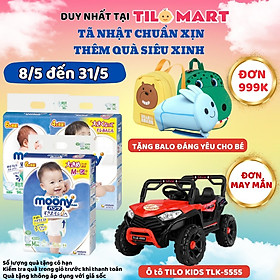 DUY NHẤT TẠI TILO MART
TÃ NHẬT CHUẨN XỊN
THÊM QUÀ SIÊU XINH
8/5 đến 31/5
ĐƠN
999K
TẶNG BALO ĐÁNG YÊU CHO BÉ
ĐƠN
MAY MẮN
moony
moony
Số lượng quà tặng có hạn
Kiểm tra quà trong giỏ trước khi thanh toán
Quà tặng không áp dụng với giá sốc
Ô tô TILO KIDS TLK-5555